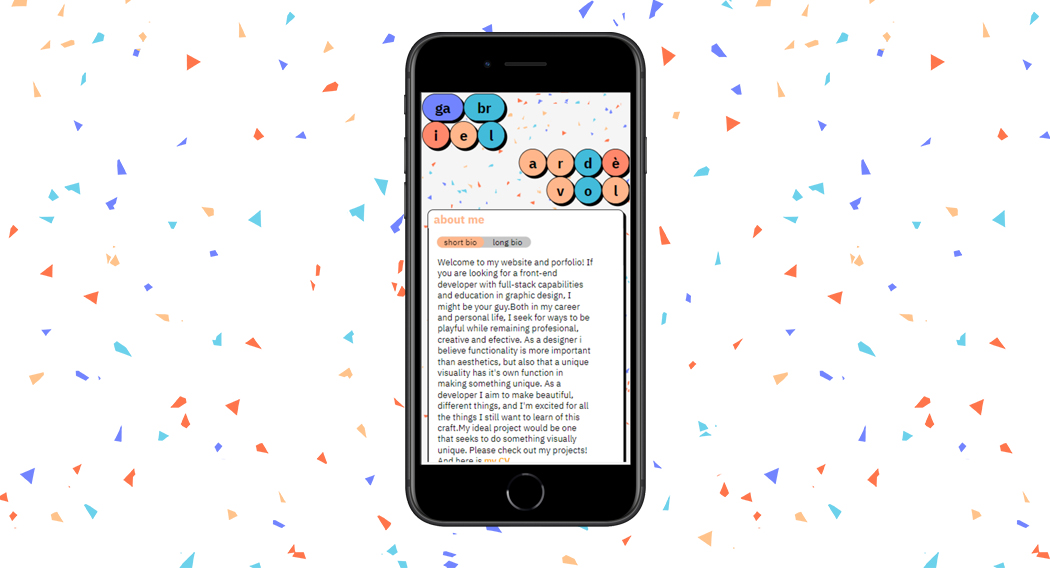 ga br
i e l
a r d è
v o l
about me
short bio long bio
Welcome to my website and porfolio! If
you are looking for a front-end
developer with full-stack capabilities
and education in graphic design, I
might be your guy.Both in my career
and personal life, I seek for ways to be
playful while remaining profesional,
creative and efective. As a designer i
believe functionality is more important
than aesthetics, but also that a unique
visuality has it's own function in
making something unique. As a
developer I aim to make beautiful,
different things, and I'm excited for all
the things I still want to learn of this
craft.My ideal project would be one
that seeks to do something visually
unique. Please check out my projects!
And here is my CV